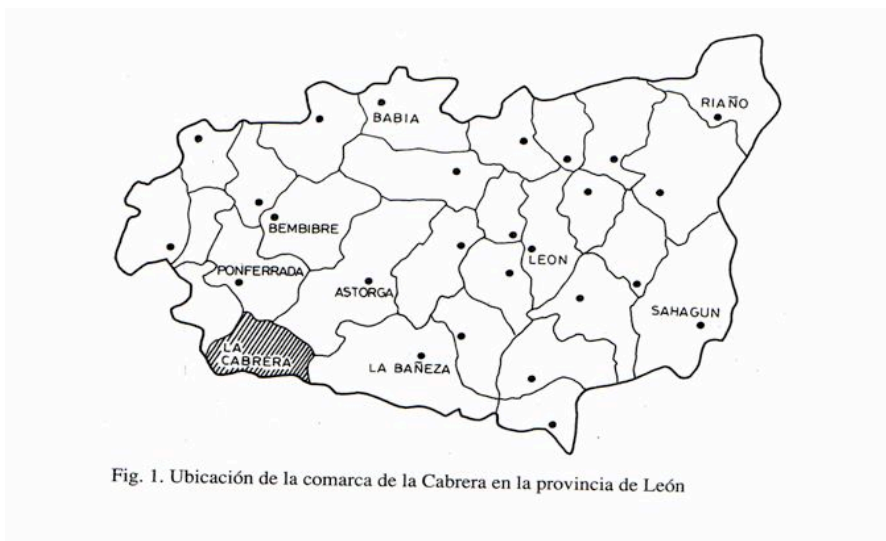 RIAÑO
BABIA
BEMBIBRE
LEON
PONFERRADA
ASTORGA
SAHAGUN
LA
CABRERA
LA BAÑEZA
Fig. 1. Ubicación de la comarca de la Cabrera en la provincia de León